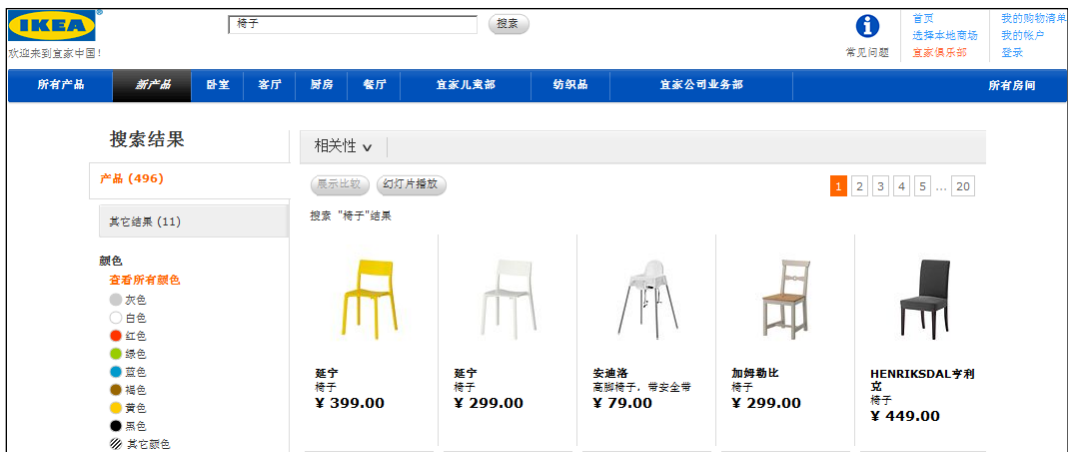 IKEA®
椅子
搜索
欢迎来到宜家中国!
常见问题
首页
选择本地商场
宜家俱乐部
我的购物清单
我的帐户
登录
所有产品 新产品 卧室 客厅 厨房 餐厅 宜家儿童部 纺织品 宜家公司业务部 所有房间
搜索结果
产品 (496)
其它结果 (11)
颜色
查看所有颜色
灰色
白色
红色
绿色
蓝色
褐色
黄色
黑色
其它颜色
相关性
展示比较 幻灯片播放
1 2 3 4 5 ... 20
搜索 "椅子"结果
延宁
椅子
¥ 399.00
延宁
椅子
¥ 299.00
安迪洛
高脚椅子, 带安全带
¥ 79.00
加姆勒比
椅子
¥ 299.00
HENRIKSDAL亨利
克
椅子
¥ 449.00